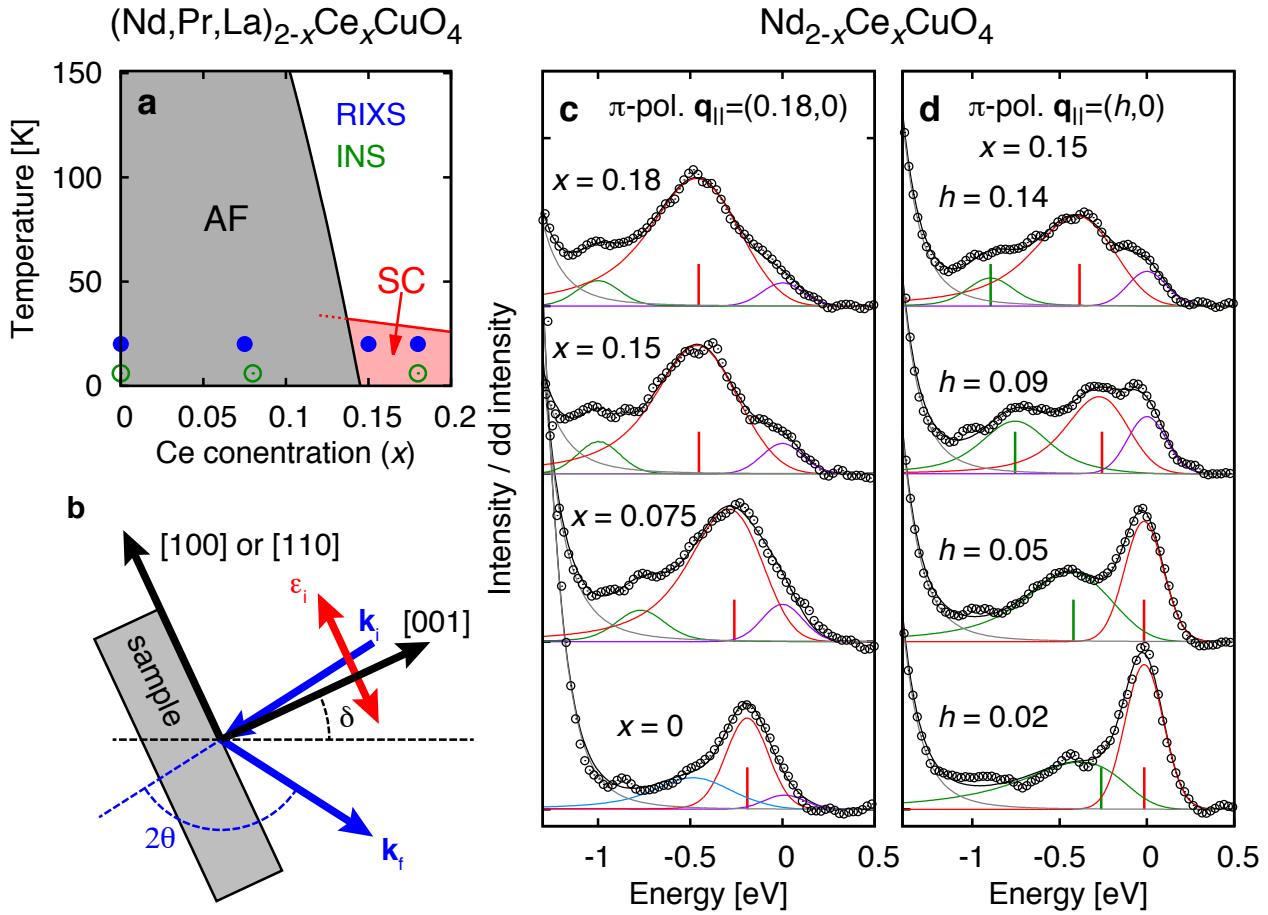 (Nd,Pr,La)2-xCexCuO4
Nd2-xCexCuO4
a
RIXS
INS
AF
SC
150
100
50
0
Temperature [K]
0 0.05 0.1 0.15 0.2
Ce conentration (x)
b
[100] or [110]
εi
ki
[001]
sample
δ
2θ
kf
Intensity / dd intensity
c π-pol. q||=(0.18,0)
x = 0.18
x = 0.15
x = 0.075
x = 0
-1 -0.5 0 0.5
Energy [eV]
d π-pol. q||=(h,0)
x = 0.15
h = 0.14
h = 0.09
h = 0.05
h = 0.02
-1 -0.5 0 0.5
Energy [eV]